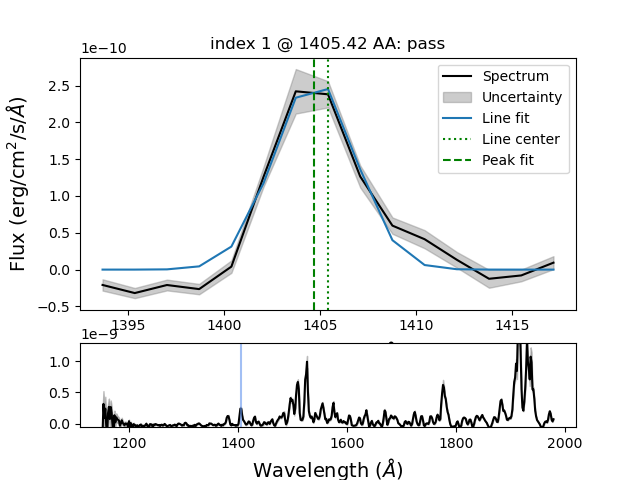 index 1 @ 1405.42 AA: pass
1e−10
Flux (erg/cm²/s/Å)
2.5
2.0
1.5
1.0
0.5
0.0
−0.5
Spectrum
Uncertainty
Line fit
Line center
Peak fit
1395 1400 1405 1410 1415
1e−9
1.0
0.5
0.0
1200 1400 1600 1800 2000
Wavelength (Å)